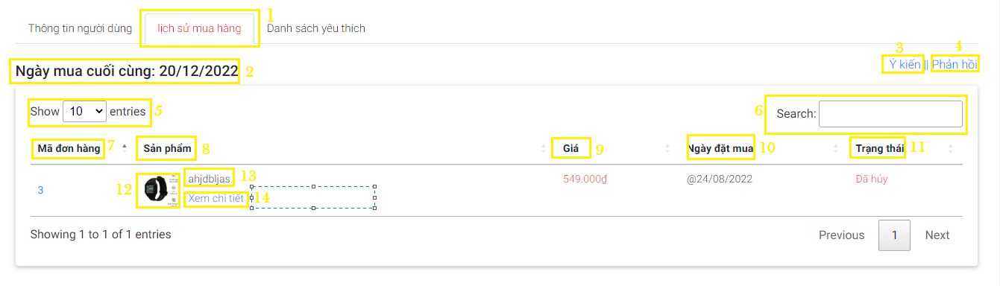 1
Thông tin người dùng lịch sử mua hàng Danh sách yêu thích
3 4
Ý kiến || Phản hồi
Ngày mua cuối cùng: 20/12/2022 2
Show 10 entries 5
6 Search:
Mã đơn hàng 7 Sản phẩm 8 Giá 9 Ngày đặt mua 10 Trạng thái 11
3 12 ahjdbljas 13 549.000₫ @24/08/2022 Đã hủy
Xem chi tiết 14
Showing 1 to 1 of 1 entries
Previous 1 Next